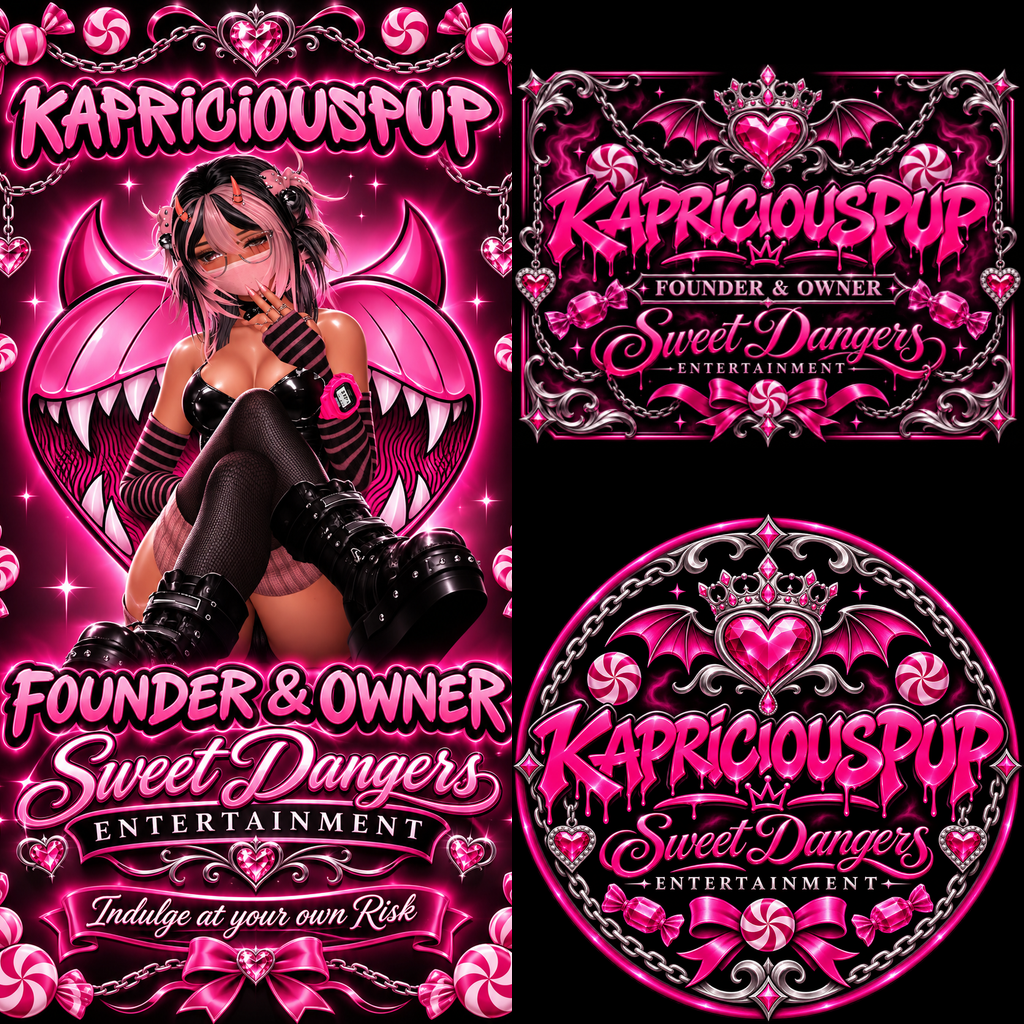 KAPRiCiOUSPUP
FOUNDER & OWNER
Sweet Dangers
ENTERTAINMENT
Indulge at your own Risk
KAPRiCiOUSPUP
FOUNDER & OWNER
Sweet Dangers
ENTERTAINMENT
KAPRiCiOUSPUP
Sweet Dangers
ENTERTAINMENT